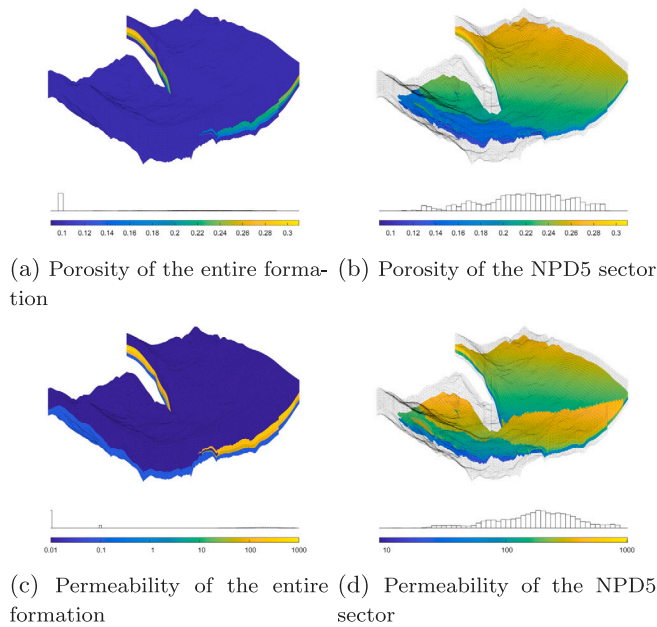 0.1 0.12 0.14 0.16 0.18 0.2 0.22 0.24 0.26 0.28 0.3
0.1 0.12 0.14 0.16 0.18 0.2 0.22 0.24 0.26 0.28 0.3
(a) Porosity of the entire forma-
tion
(b) Porosity of the NPD5 sector
0.01 0.1 1 10 100 1000
10 100 1000
(c) Permeability of the entire
formation
(d) Permeability of the NPD5
sector